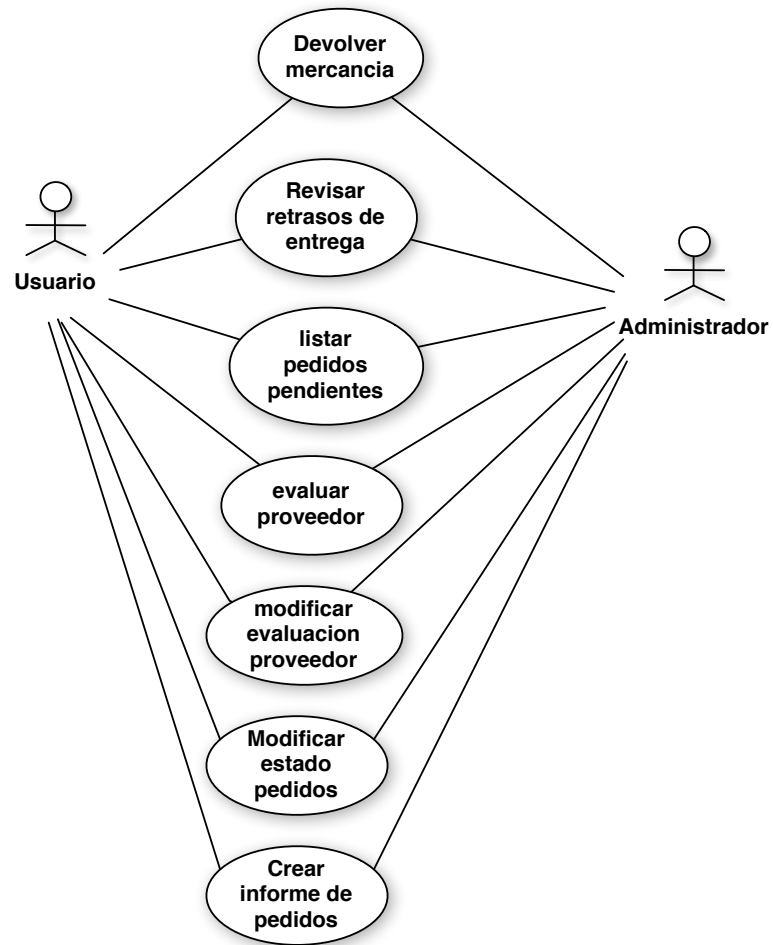 Devolver
mercancia
Revisar
retrasos de
entrega
Usuario
Administrador
listar
pedidos
pendientes
evaluar
proveedor
modificar
evaluacion
proveedor
Modificar
estado
pedidos
Crear
informe de
pedidos